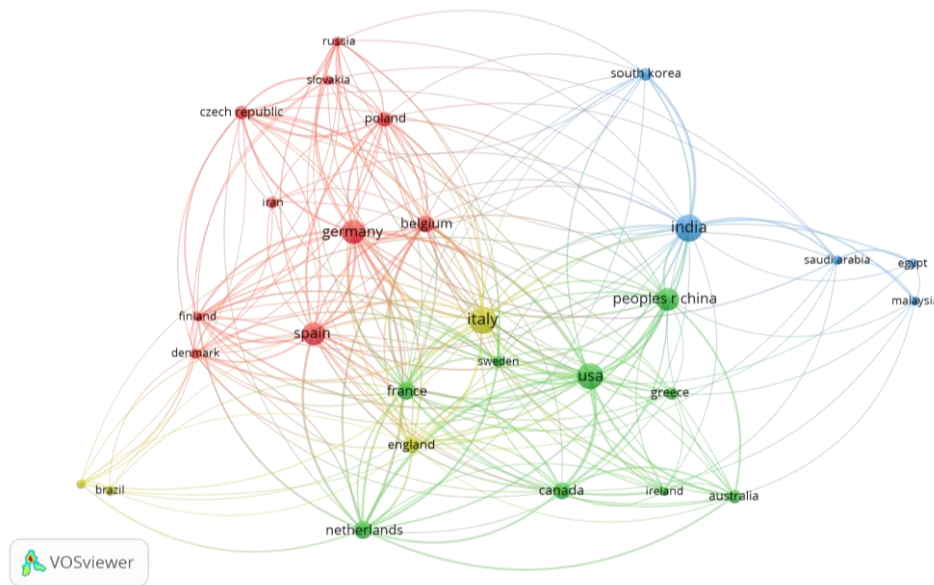 russia
south korea
slovakia
czech republic
poland
iran
belgium
india
germany
saudi arabia
egypt
peoples r china
malaysi
finland
italy
spain
denmark
sweden
usa
france
greece
england
brazil
canada
ireland
australia
netherlands
VOSviewer